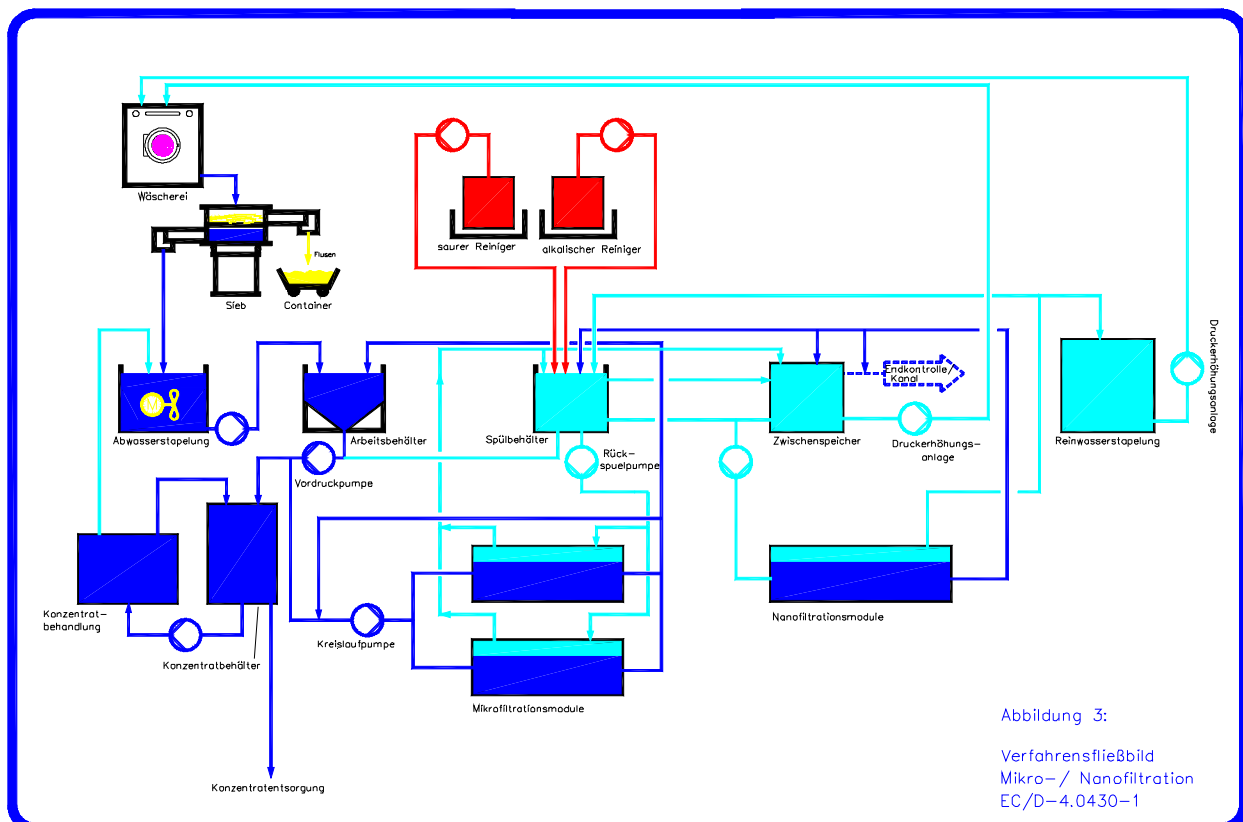 Wäscherei
saurer Reiniger
alkalischer Reiniger
Flusen
Sieb
Container
Druckerhöhungsanlage
M
Endkontrolle/
Kanal
Abwasserstapelung
Arbeitsbehälter
Spülbehälter
Zwischenspeicher
Druckerhöhungs-
anlage
Reinwasserstapelung
Rück-
spuelpumpe
Vordruckpumpe
Konzentrat-
behandlung
Konzentratbehälter
Kreislaufpumpe
Nanofiltrationsmodule
Mikrafiltrationsmodule
Konzentratentsorgung
Abbildung 3:
Verfahrensfließbild
Mikro-/ Nanofiltration
EC/D-4.0430-1